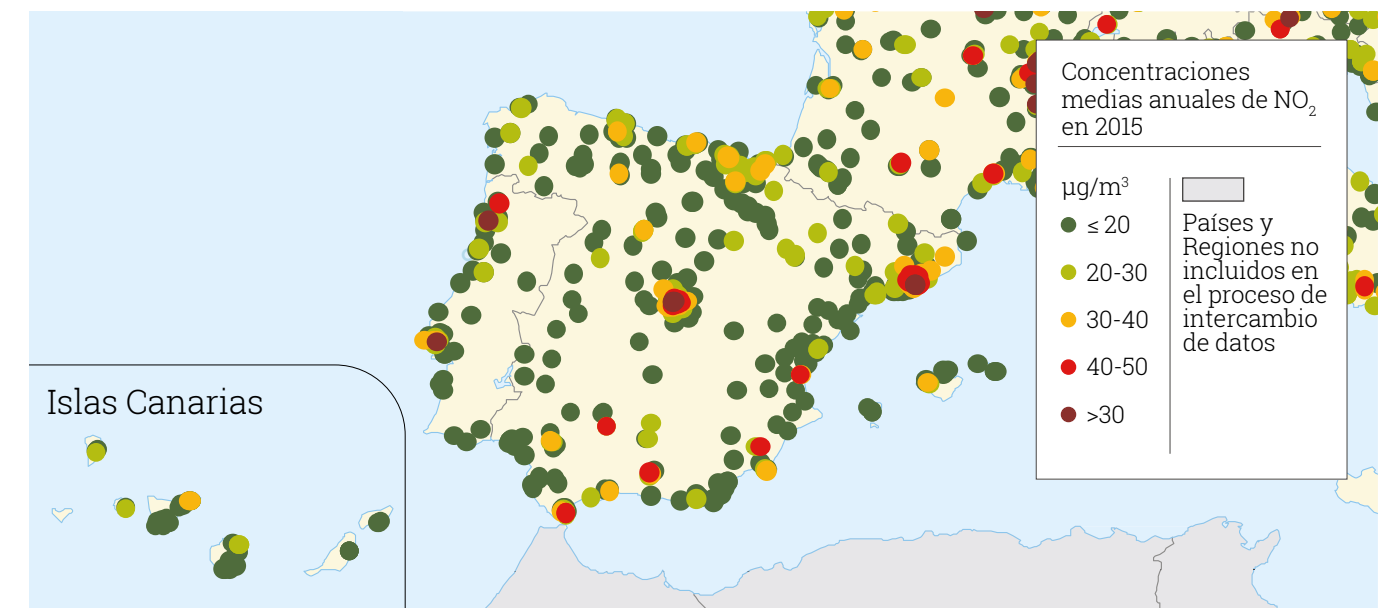 Concentraciones
medias anuales de NO₂
en 2015
µg/m³
≤ 20
20-30
30-40
40-50
>30
Países y
Regiones no
incluidos en
el proceso de
intercambio
de datos
Islas Canarias